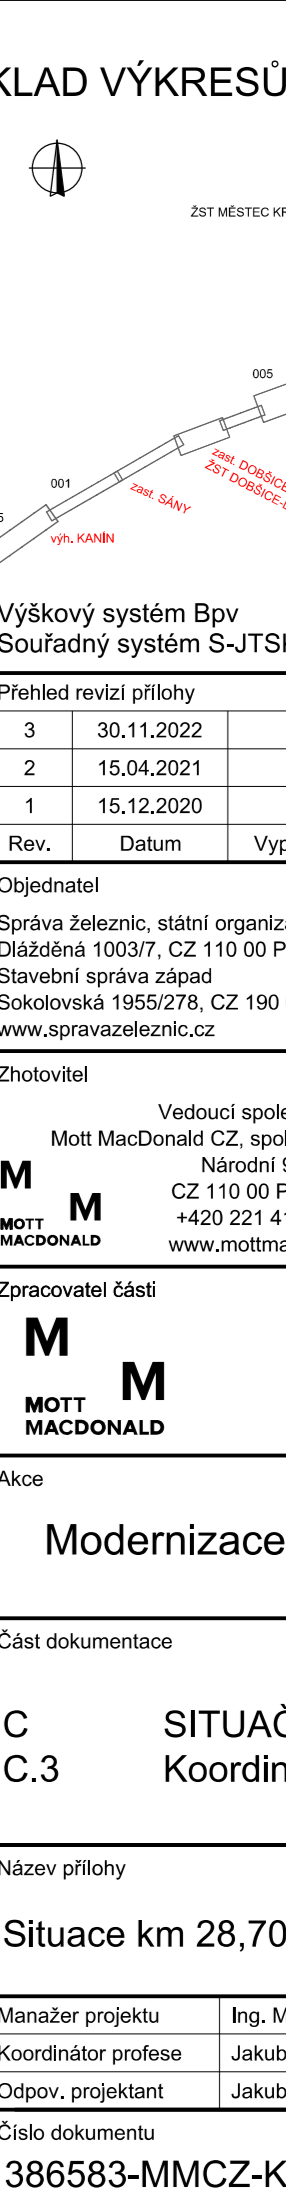 KLAD VÝKRESŮ
ŽST MĚSTEC KR
005
zast. DOBŠICE
ŽST DOBŠICE-
001
zast. SÁNY
5
výh. KANÍN
Výškový systém Bpv
Souřadný systém S-JTSK
Přehled revizí přílohy
3 30.11.2022
2 15.04.2021
1 15.12.2020
Rev. Datum Vyp
Objednatel
Správa železnic, státní organiza
Dlážděná 1003/7, CZ 110 00 P
Stavební správa západ
Sokolovská 1955/278, CZ 190
www.spravazeleznic.cz
Zhotovitel
Vedoucí spole
Mott MacDonald CZ, spol
Národní 9
CZ 110 00 P
+420 221 41
www.mottma
M M
MOTT
MACDONALD
Zpracovatel části
M M
MOTT
MACDONALD
Akce
Modernizace
Část dokumentace
C SITUAČ
C.3 Koordin
Název přílohy
Situace km 28,70
Manažer projektu Ing. M
Koordinátor profese Jakub
Odpov. projektant Jakub
Číslo dokumentu
386583-MMCZ-K